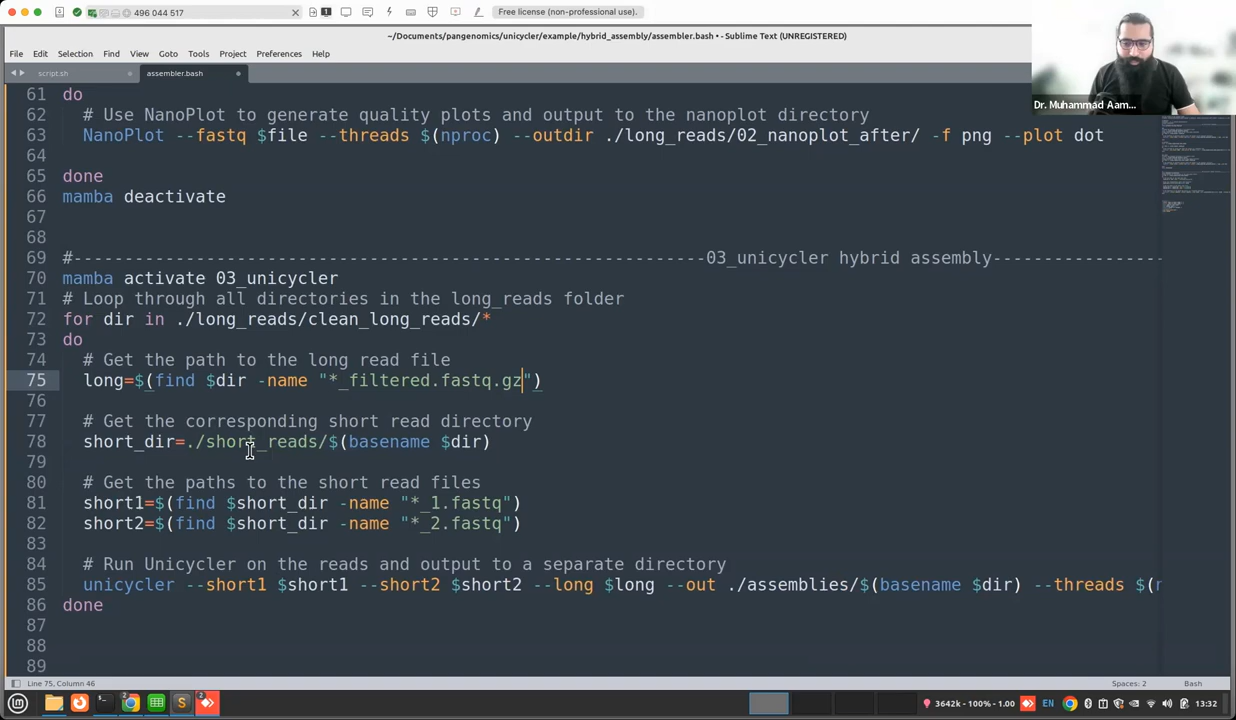 496 044 517
Free license (non-professional use).
~/Documents/pangenomics/unicycler/example/hybrid_assembly/assembler.bash • - Sublime Text (UNREGISTERED)
File Edit Selection Find View Goto Tools Project Preferences Help
script.sh
assembler.bash
Dr. Muhammad Aam...
61 do
62 # Use NanoPlot to generate quality plots and output to the nanoplot directory
63 NanoPlot --fastq $file --threads $(nproc) --outdir ./long_reads/02_nanoplot_after/ -f png --plot dot
64
65 done
66 mamba deactivate
67
68
69 #--------------------------------------------------------------03_unicycler hybrid assembly-----------------
70 mamba activate 03_unicycler
71 # Loop through all directories in the long_reads folder
72 for dir in ./long_reads/clean_long_reads/*
73 do
74 # Get the path to the long read file
75 long=$(find $dir -name "*_filtered.fastq.gz")
76
77 # Get the corresponding short read directory
78 short_dir=./short_reads/$(basename $dir)
79
80 # Get the paths to the short read files
81 short1=$(find $short_dir -name "*_1.fastq")
82 short2=$(find $short_dir -name "*_2.fastq")
83
84 # Run Unicycler on the reads and output to a separate directory
85 unicycler --short1 $short1 --short2 $short2 --long $long --out ./assemblies/$(basename $dir) --threads $(n
86 done
87
88
89
Line 75, Column 46
Spaces: 2
Bash
3642k - 100% - 1.00
EN
13:32